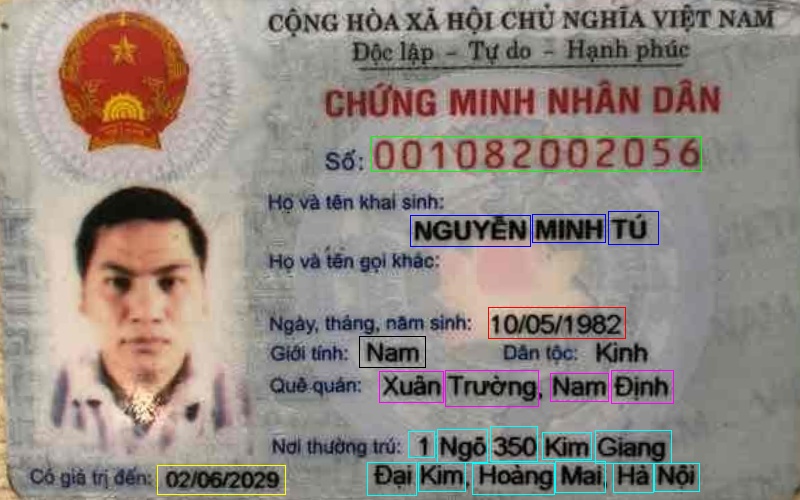 CỘNG HÒA XÃ HỘI CHỦ NGHĨA VIỆT NAM
Độc lập - Tự do - Hạnh phúc
CHỨNG MINH NHÂN DÂN
Số: 001082002056
Họ và tên khai sinh:
NGUYỄN MINH TÚ
Họ và tên gọi khác:
Ngày, tháng, năm sinh: 10/05/1982
Giới tính: Nam Dân tộc: Kinh
Quê quán: Xuân Trường, Nam Định
Nơi thường trú: 1 Ngõ 350 Kim Giang
Đại Kim, Hoàng Mai, Hà Nội
Có giá trị đến: 02/06/2029